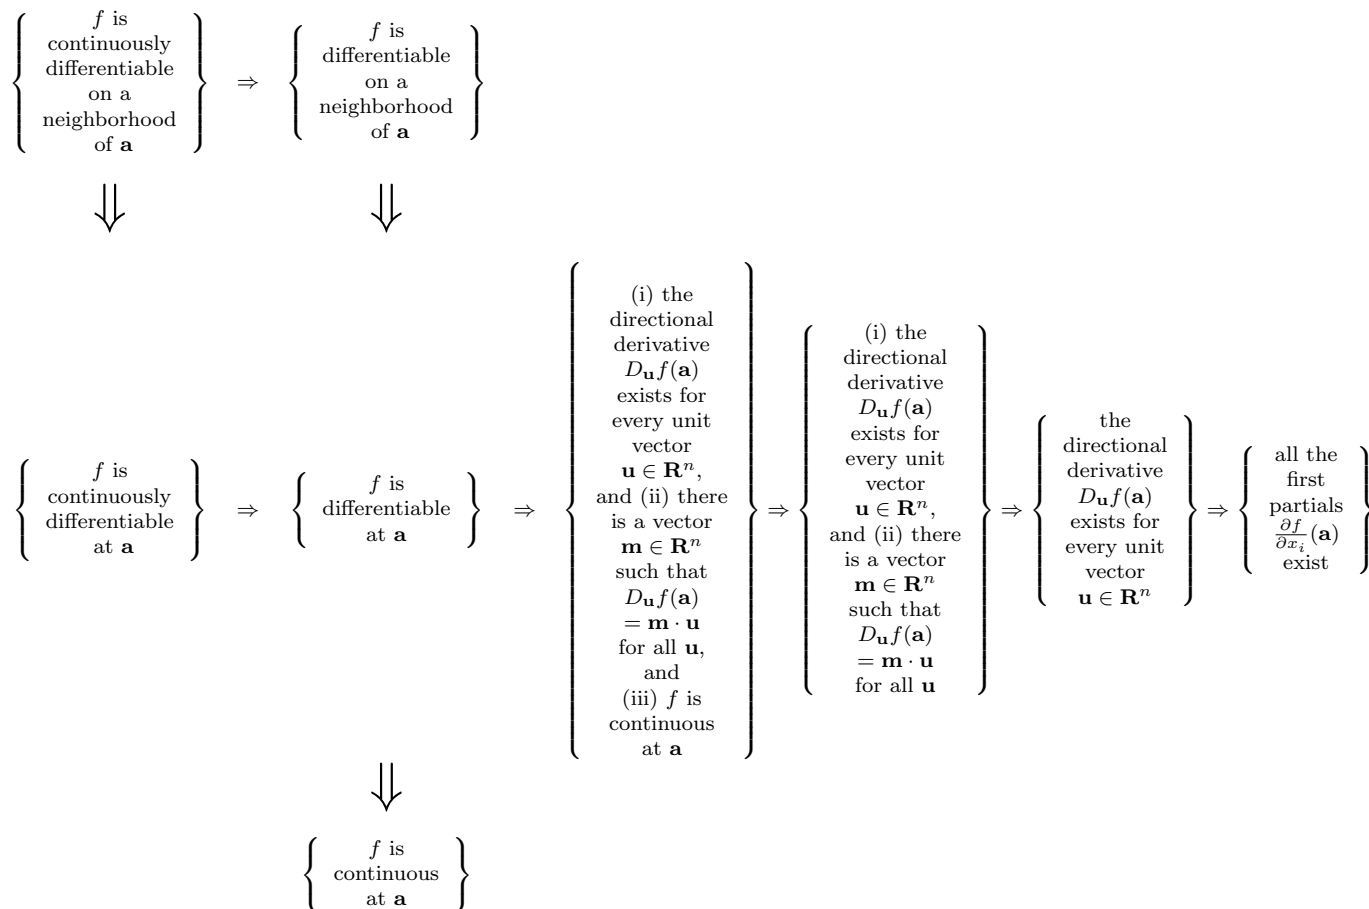 f is
continuously
differentiable
on a
neighborhood
of a
⇒
f is
differentiable
on a
neighborhood
of a
⇓
⇓
f is
continuously
differentiable
at a
⇒
f is
differentiable
at a
⇒
(i) the
directional
derivative
D_u f(a)
exists for
every unit
vector
u ∈ R^n,
and (ii) there
is a vector
m ∈ R^n
such that
D_u f(a)
= m · u
for all u,
and
(iii) f is
continuous
at a
⇒
(i) the
directional
derivative
D_u f(a)
exists for
every unit
vector
u ∈ R^n,
and (ii) there
is a vector
m ∈ R^n
such that
D_u f(a)
= m · u
for all u
⇒
the
directional
derivative
D_u f(a)
exists for
every unit
vector
u ∈ R^n
⇒
all the
first
partials
∂f/∂x_i (a)
exist
⇓
f is
continuous
at a